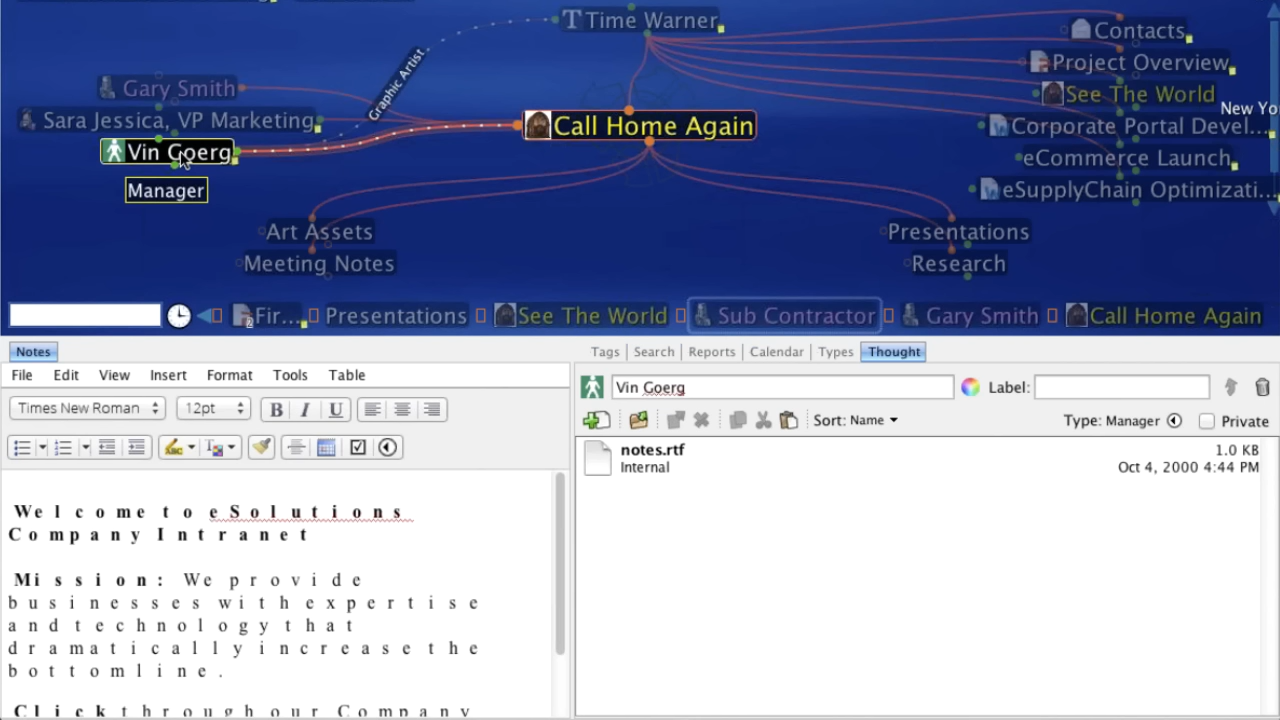 Time Warner
Contacts
Graphic Artist
Project Overview
Gary Smith
See The World
New Yo
Sara Jessica, VP Marketing
Call Home Again
Corporate Portal Devel...
Vin Goerg
eCommerce Launch
Manager
eSupplyChain Optimizati...
Art Assets
Presentations
Meeting Notes
Research
Fir... Presentations See The World Sub Contractor Gary Smith Call Home Again
Notes
Tags | Search | Reports | Calendar | Types | Thought
File Edit View Insert Format Tools Table
Vin Goerg Label:
Times New Roman 12pt B I U
Sort: Name Type: Manager Private
notes.rtf 1.0 KB
Internal Oct 4, 2000 4:44 PM
Welcome to eSolutions
Company Intranet
Mission: We provide
businesses with expertise
and technology that
dramatically increase the
bottomline.
Click through our Company